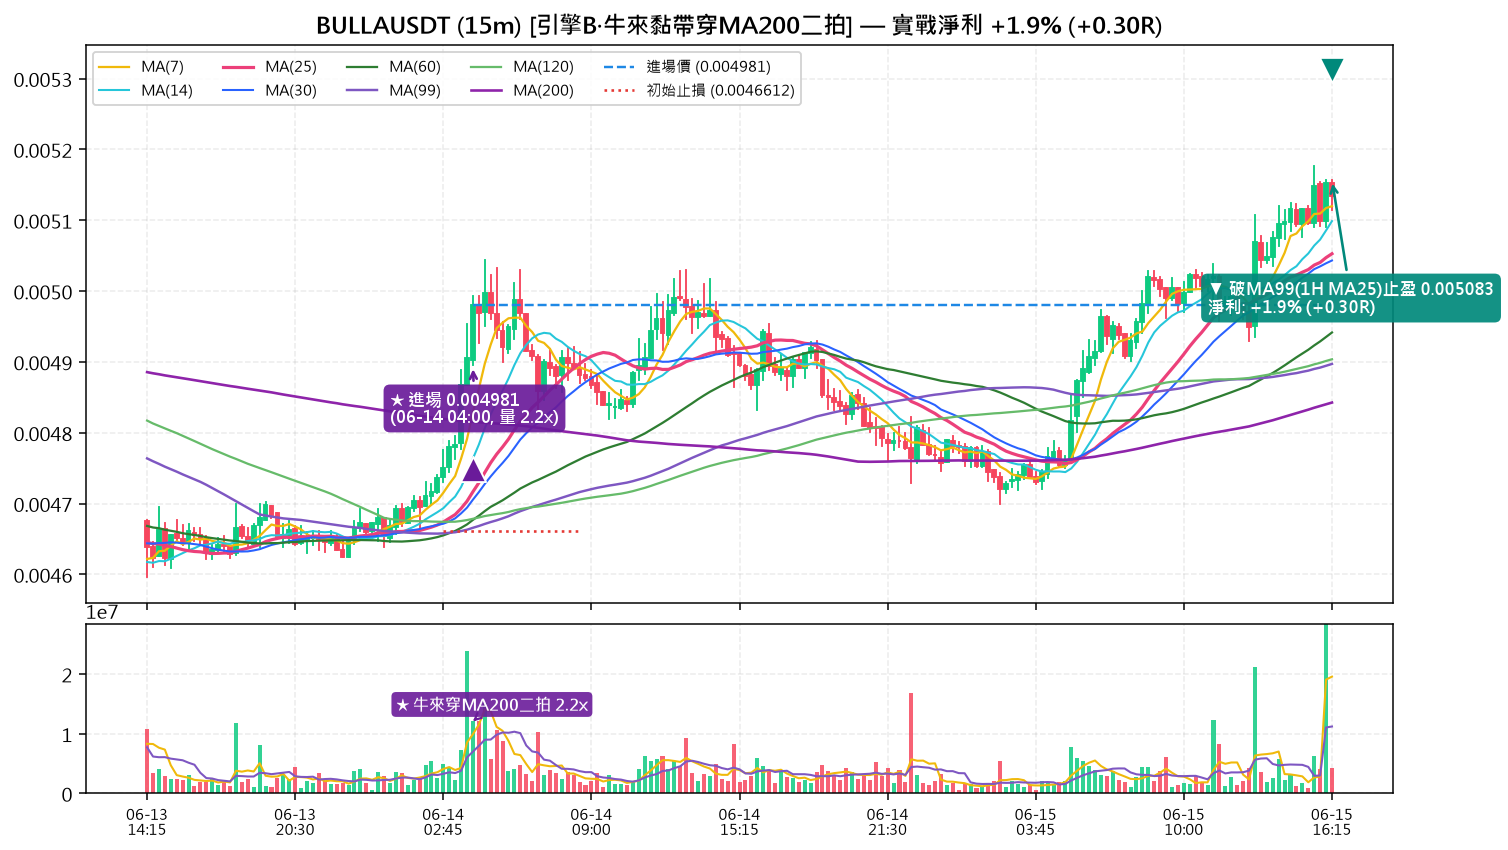 BULLAUSDT (15m) [引擎B·牛來黏帶穿MA200二拍] — 實戰淨利 +1.9% (+0.30R)
MA(7)
MA(14)
MA(25)
MA(30)
MA(60)
MA(99)
MA(120)
MA(200)
進場價 (0.004981)
初始止損 (0.0046612)
0.0053
0.0052
0.0051
0.0050
0.0049
0.0048
0.0047
0.0046
▼ 破MA99(1H MA25)止盈 0.005083
淨利: +1.9% (+0.30R)
★ 進場 0.004981
(06-14 04:00, 量 2.2x)
1e7
2
1
0
★ 牛來穿MA200二拍 2.2x
06-13
14:15
06-13
20:30
06-14
02:45
06-14
09:00
06-14
15:15
06-14
21:30
06-15
03:45
06-15
10:00
06-15
16:15